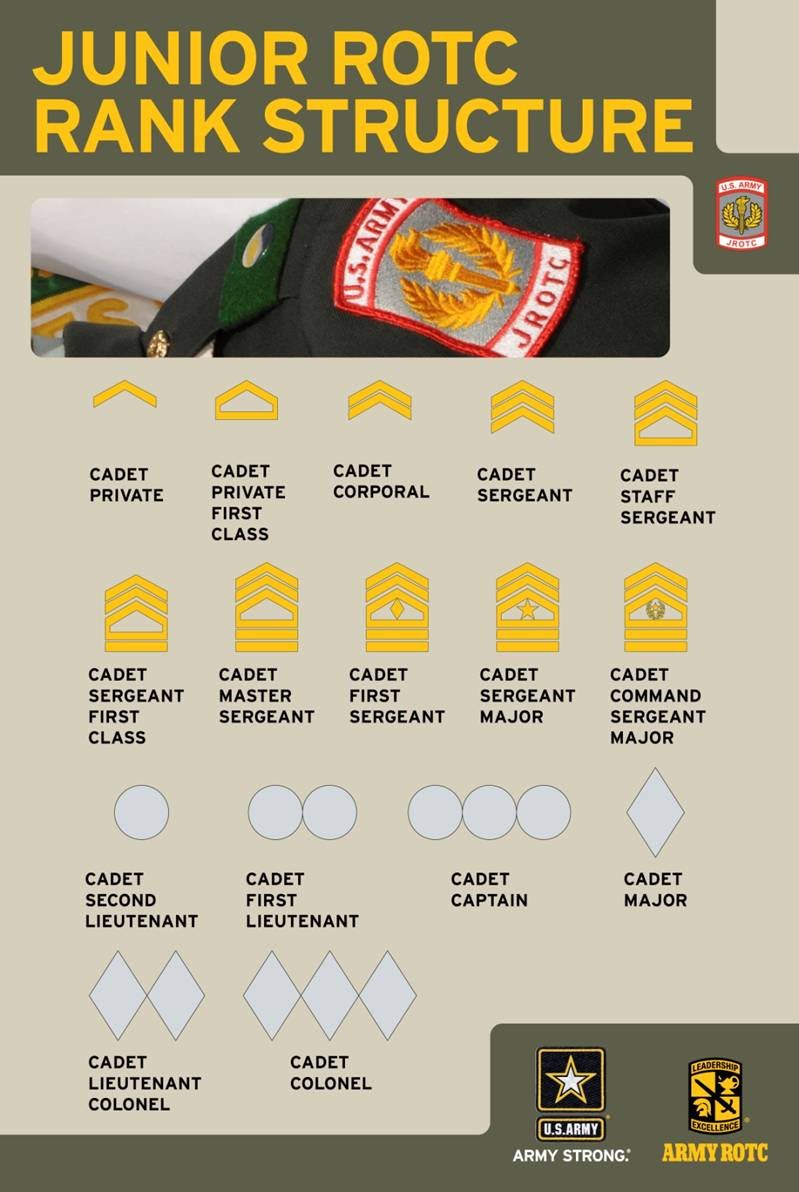 JUNIOR ROTC
RANK STRUCTURE
U.S. ARMY
JROTC
U.S.ARMY
JROTC
CADET
PRIVATE
CADET
PRIVATE
FIRST
CLASS
CADET
CORPORAL
CADET
SERGEANT
CADET
STAFF
SERGEANT
CADET
SERGEANT
FIRST
CLASS
CADET
MASTER
SERGEANT
CADET
FIRST
SERGEANT
CADET
SERGEANT
MAJOR
CADET
COMMAND
SERGEANT
MAJOR
CADET
SECOND
LIEUTENANT
CADET
FIRST
LIEUTENANT
CADET
CAPTAIN
CADET
MAJOR
CADET
LIEUTENANT
COLONEL
CADET
COLONEL
U.S.ARMY
ARMY STRONG.®
LEADERSHIP
EXCELLENCE
ARMY ROTC